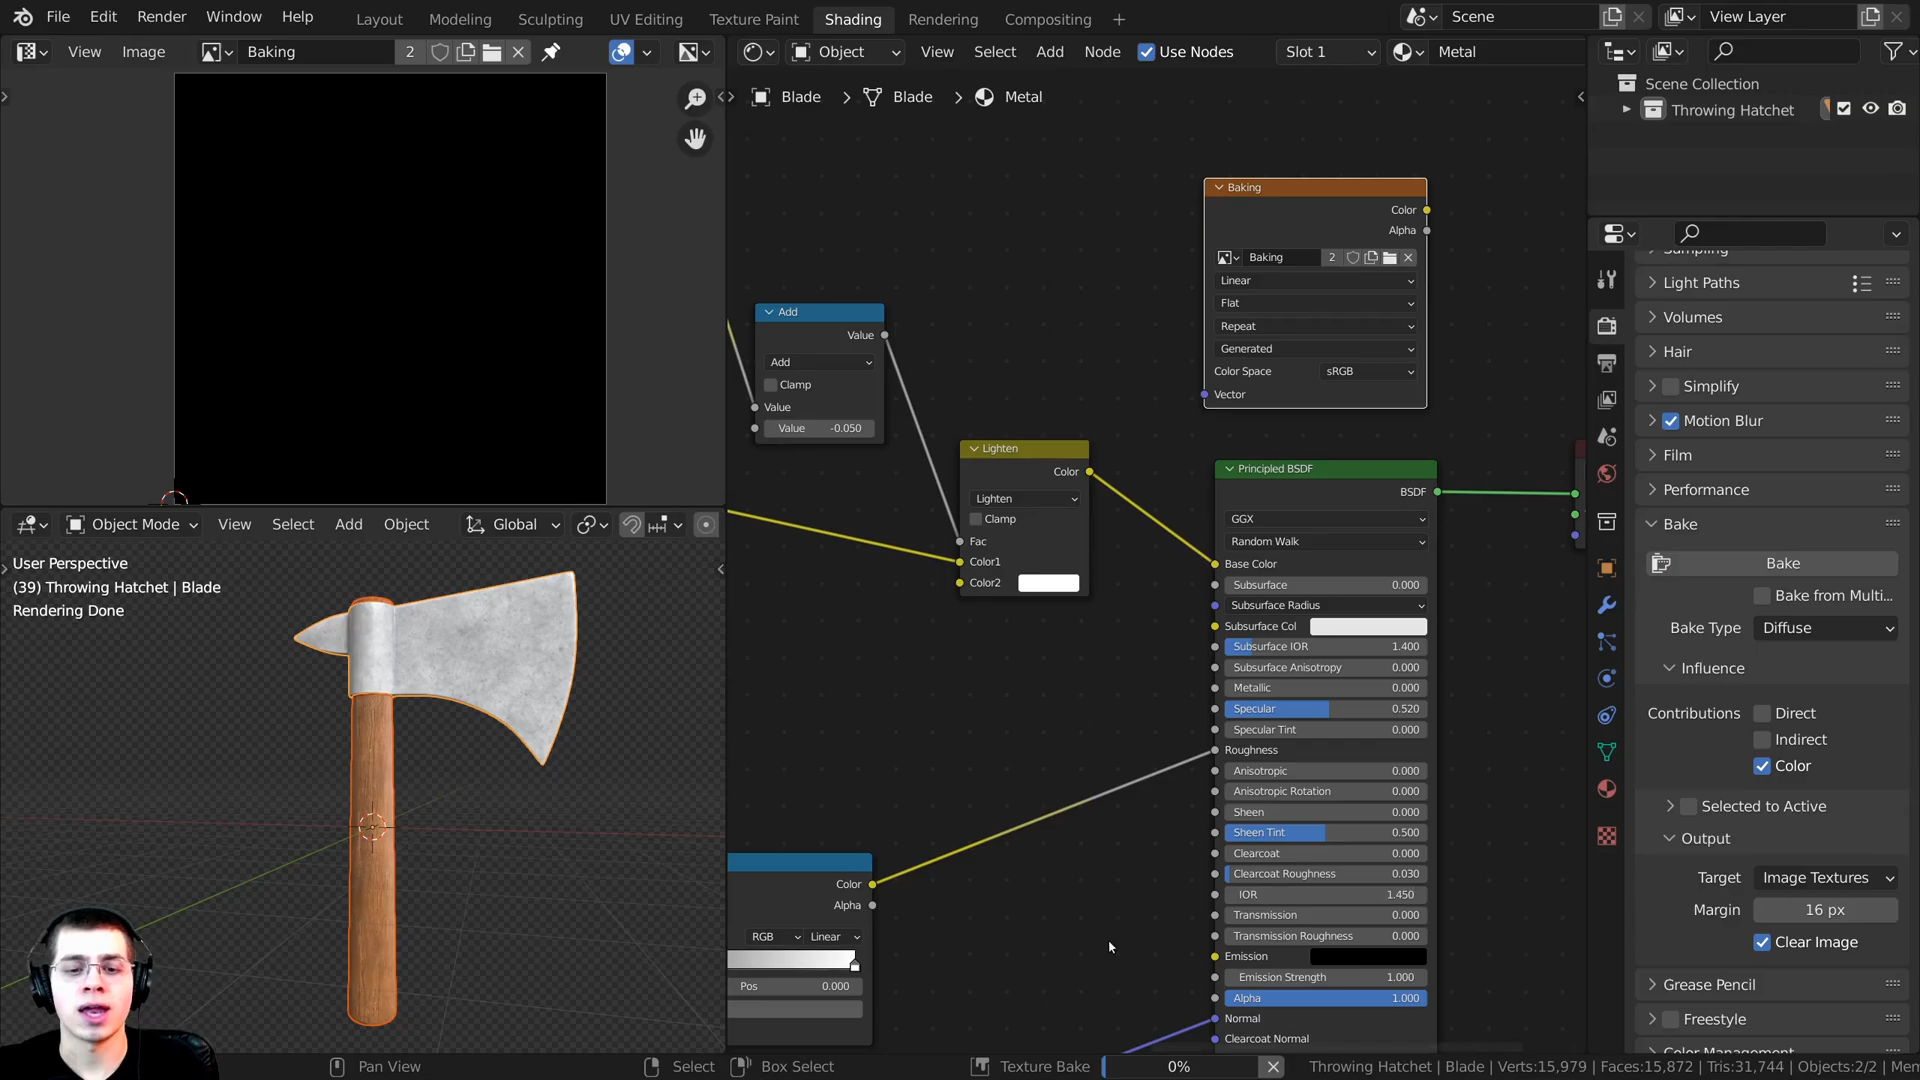 File Edit Render Window Help
Layout Modeling Sculpting UV Editing Texture Paint Shading Rendering Compositing +
Scene
View Layer
View Image
Baking 2
Object View Select Add Node Use Nodes Slot 1 Metal
Blade > Blade > Metal
Scene Collection
Throwing Hatchet
Baking
Color
Alpha
Baking 2
Linear
Flat
Repeat
Generated
Color Space sRGB
Vector
Add
Value
Add
Clamp
Value
Value -0.050
Lighten
Color
Lighten
Clamp
Fac
Color1
Color2
Principled BSDF
BSDF
GGX
Random Walk
Base Color
Subsurface 0.000
Subsurface Radius
Subsurface Col
Subsurface IOR 1.400
Subsurface Anisotropy 0.000
Metallic 0.000
Specular 0.520
Specular Tint 0.000
Roughness
Anisotropic 0.000
Anisotropic Rotation 0.000
Sheen 0.000
Sheen Tint 0.500
Clearcoat 0.000
Clearcoat Roughness 0.030
IOR 1.450
Transmission 0.000
Transmission Roughness 0.000
Emission
Emission Strength 1.000
Alpha 1.000
Normal
Clearcoat Normal
Color
Alpha
RGB Linear
Pos 0.000
Object Mode View Select Add Object Global
User Perspective
(39) Throwing Hatchet | Blade
Rendering Done
Light Paths
Volumes
Hair
Simplify
Motion Blur
Film
Performance
Bake
Bake
Bake from Multi...
Bake Type Diffuse
Influence
Contributions Direct
Indirect
Color
Selected to Active
Output
Target Image Textures
Margin 16 px
Clear Image
Grease Pencil
Freestyle
Pan View Select Box Select Texture Bake 0% Throwing Hatchet | Blade | Verts:15,979 | Faces:15,872 | Tris:31,744 | Objects:2/2 | Mem